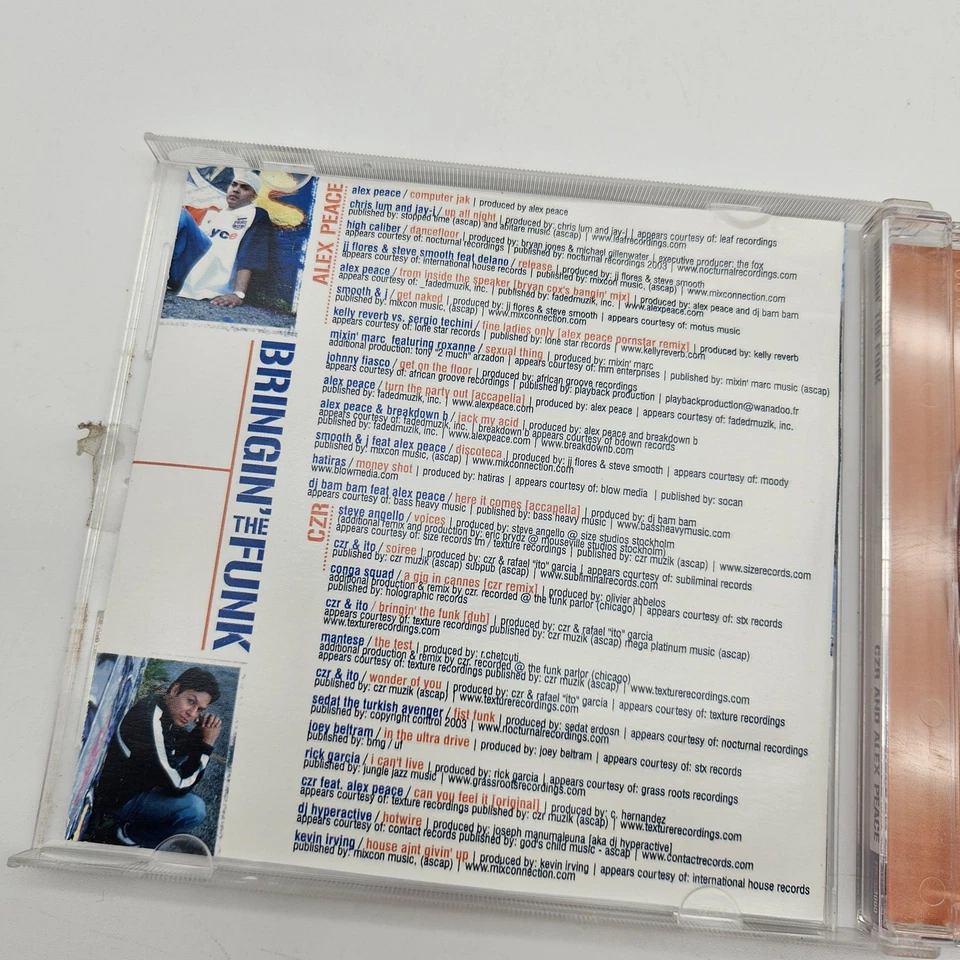 BRINGIN' THE FUNK
ALEX PEACE
alex peace / computer jak | produced by alex peace
chris lum and jay-j / up all night | produced by: chris lum and jay-j | appears courtesy of: leaf recordings
published by: stopped time (ascap) and abitare music (ascap) | www.leafrecordings.com
high caliber / dancefloor | produced by: bryan jones & michael gillenwater | executive producer: the fox
appears courtesy of: nocturnal recordings | published by: nocturnal recordings 2003 | www.nocturnalrecordings.com
jj flores & steve smooth feat delano / release | produced by: jj flores & steve smooth
appears courtesy of: international house records | published by: mixcon music, (ascap) | www.mixconnection.com
alex peace / from inside the speaker [bryan cox's bangin' mix] | produced by: alex peace and dj bam bam
appears courtesy of: fadedmuzik, inc. | published by: fadedmuzik, inc. | www.alexpeace.com
smooth & j / get naked | produced by: jj flores & steve smooth | appears courtesy of: motus music
published by: mixcon music, (ascap) | www.mixconnection.com
kelly reverb vs. sergio techini / fine ladies only [alex peace pornstar remix] | produced by: kelly reverb
appears courtesy of: lone star records | published by: lone star records | www.kellyreverb.com
mixin' marc featuring roxanne / sexual thing | produced by: mixin' marc
additional production: tony "2 much" arzadon | appears courtesy of: mm enterprises | published by: mixin' marc music (ascap)
johnny fiasco / get on the floor | produced by: african groove recordings
appears courtesy of: african groove recordings | published by: playback production | playbackproduction@wanadoo.fr
alex peace / turn the party out [accapella] | produced by: alex peace | appears courtesy of: fadedmuzik, inc.
published by: fadedmuzik, inc. | www.alexpeace.com
alex peace & breakdown b / jack my acid | produced by: alex peace and breakdown b
appears courtesy of: fadedmuzik, inc. | breakdown b appears courtesy of: bdown records
published by: fadedmuzik, inc. | www.alexpeace.com | www.breakdownb.com
smooth & j feat alex peace / discoteca | produced by: jj flores & steve smooth | appears courtesy of: moody
published by: mixcon music, (ascap) | www.mixconnection.com
hatiras / money shot | produced by: hatiras | appears courtesy of: blow media | published by: socan
www.blowmedia.com
dj bam bam feat alex peace / here it comes [accapella] | produced by: dj bam bam
appears courtesy of: bass heavy music | published by: bass heavy music | www.bassheavymusic.com
CZR
steve angello / voices | produced by: steve angello @ size studios stockholm
(additional remix and production by: eric prydz @ mouseville studios stockholm)
appears courtesy of: size records tm / texture recordings | published by: czr muzik (ascap) | www.sizerecords.com
czr & ito / soiree | produced by: czr & rafael "ito" garcia | appears courtesy of: subliminal records
published by: czr muzik (ascap) subpub (ascap) | www.subliminalrecords.com
conga squad / a gig in cannes [czr remix] | produced by: olivier abbelos
additional production & remix by czr. recorded @ the funk parlor (chicago) | appears courtesy of: stx records
published by: holographic records
czr & ito / bringin' the funk [dub] | produced by: czr & rafael "ito" garcia
appears courtesy of: texture recordings published by: czr muzik (ascap) mega platinum music (ascap)
www.texturerecordings.com
mantese / the test | produced by: r.chetcuti
additional production & remix by czr. recorded @ the funk parlor (chicago)
appears courtesy of: texture recordings published by: czr muzik (ascap) | www.texturerecordings.com
czr & ito / wonder of you | produced by: czr & rafael "ito" garcia | appears courtesy of: texture recordings
published by: czr muzik (ascap) | www.texturerecordings.com
sedat the turkish avenger / fist funk | produced by: sedat erdosn | appears courtesy of: nocturnal recordings
published by: copyright control 2003 | www.nocturnalrecordings.com
joey beltram / in the ultra drive | produced by: joey beltram | appears courtesy of: stx records
published by: bmg / uf
rick garcia / i can't live | produced by: rick garcia | appears courtesy of: grass roots recordings
published by: jungle jazz music | www.grassrootsrecordings.com
czr feat. alex peace / can you feel it [original] | produced by: c. hernandez
appears courtesy of: texture recordings published by: czr muzik (ascap) | www.texturerecordings.com
dj hyperactive / hotwire | produced by: joseph manumaleuna [aka dj hyperactive]
appears courtesy of: contact records published by: god's child music - ascap | www.contactrecords.com
kevin irving / house ajnt givin' up | produced by: kevin irving | appears courtesy of: international house records
published by: mixcon music, (ascap) | www.mixconnection.com
CZR AND ALEX PEACE